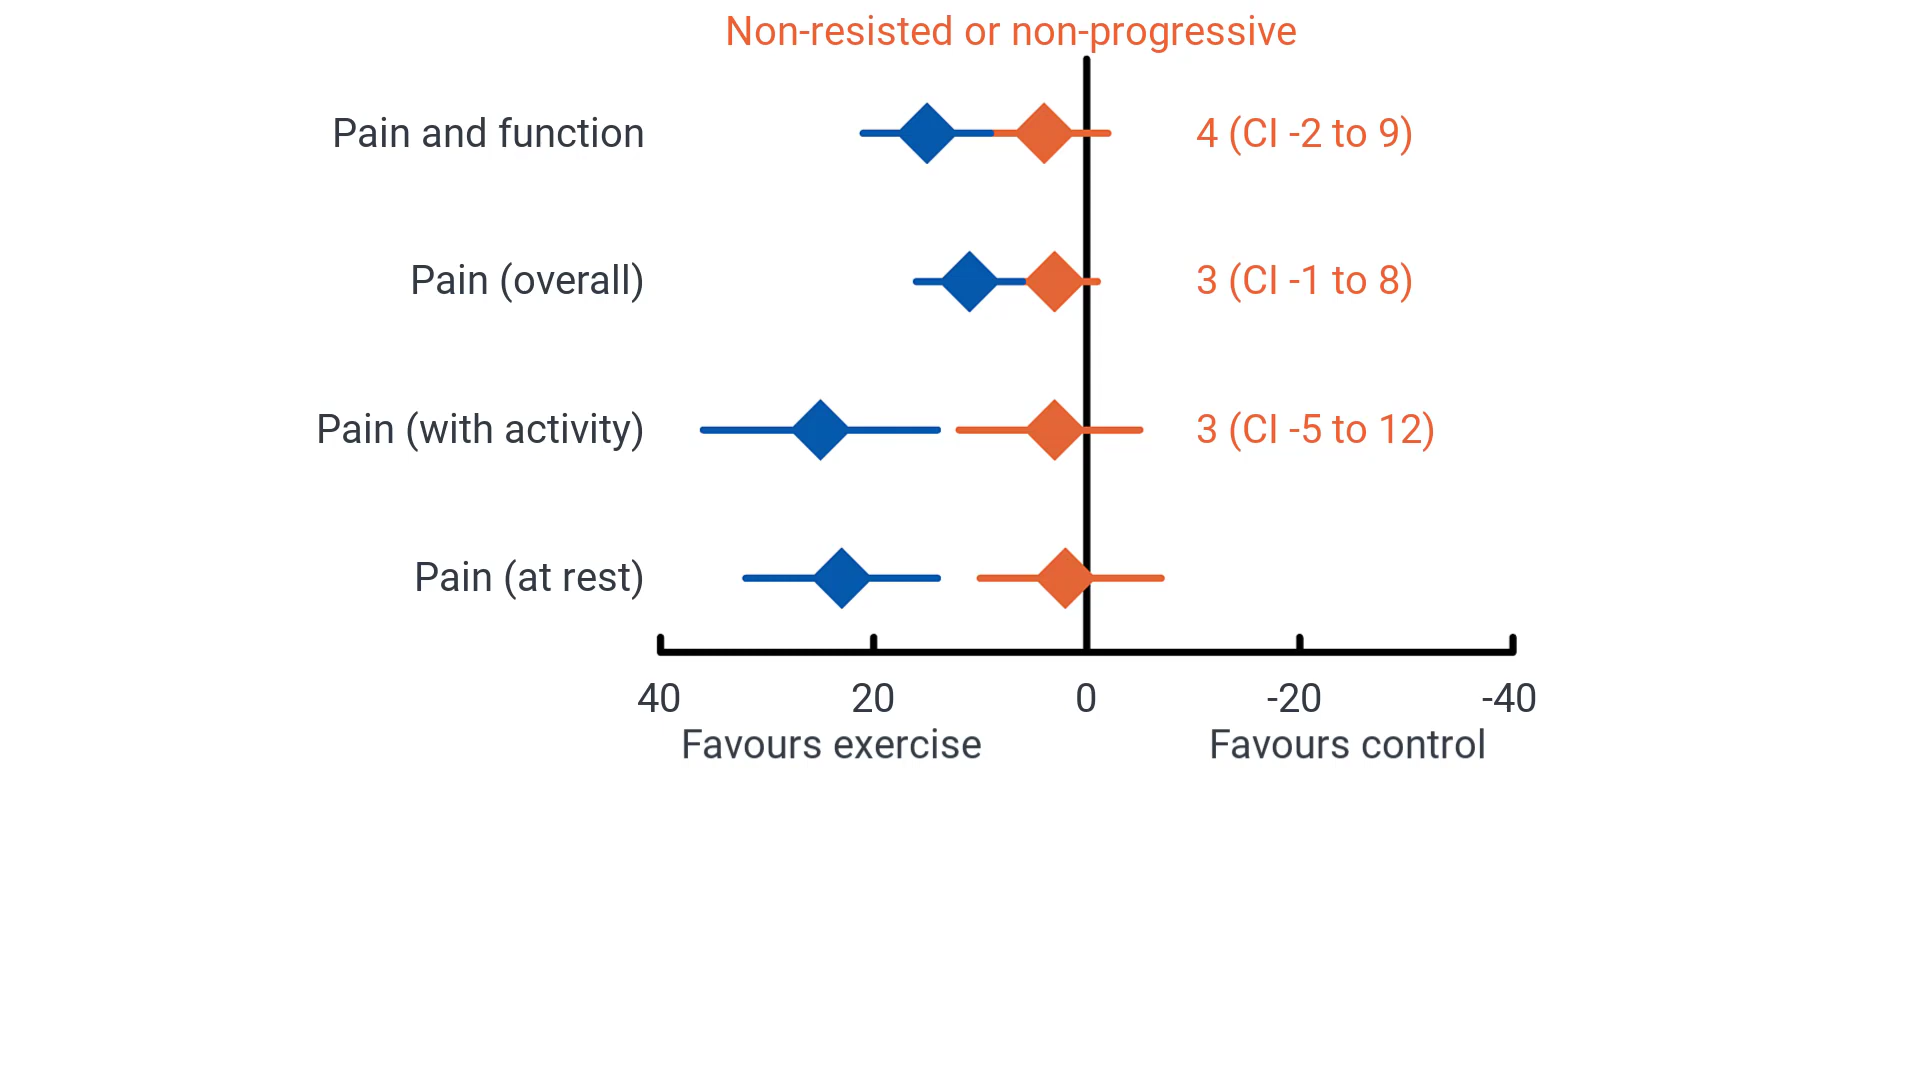 Non-resisted or non-progressive
Pain and function
4 (CI -2 to 9)
Pain (overall)
3 (CI -1 to 8)
Pain (with activity)
3 (CI -5 to 12)
Pain (at rest)
40 20 0 -20 -40
Favours exercise Favours control